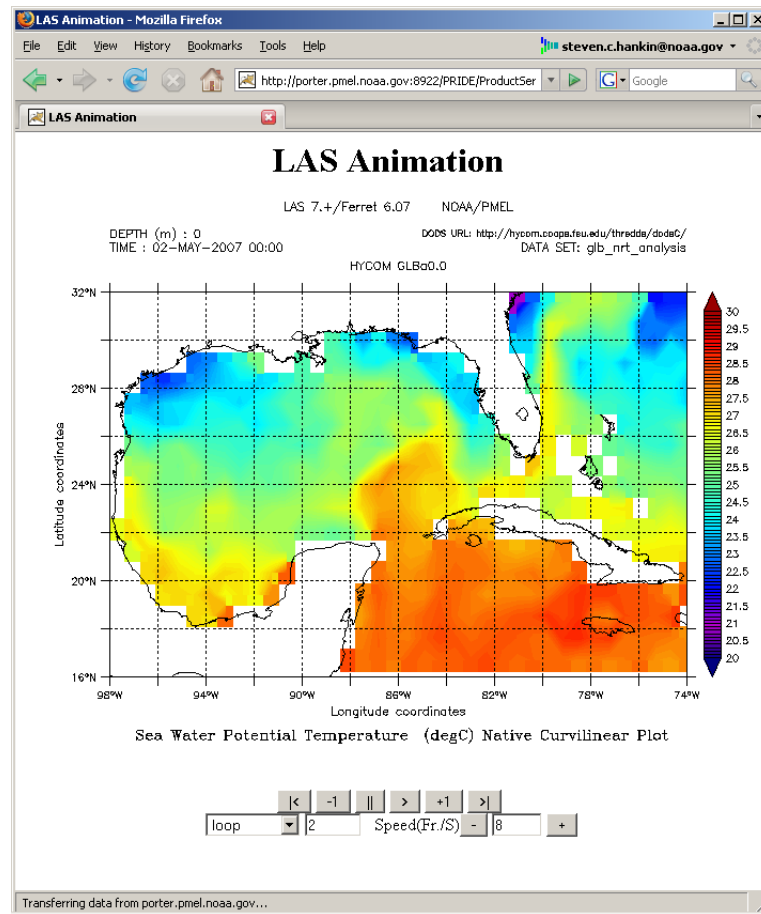 LAS Animation - Mozilla Firefox
File Edit View History Bookmarks Tools Help steven.c.hankin@noaa.gov
http://porter.pmel.noaa.gov:8922/PRIDE/ProductSer G Google
LAS Animation
LAS Animation
LAS 7.+/Ferret 6.07 NOAA/PMEL
DEPTH (m) : 0 DODS URL: http://hycom.coaps.fsu.edu/thredds/dodsC/
TIME : 02-MAY-2007 00:00 DATA SET: glb_nrt_analysis
HYCOM GLBa0.0
32°N
28°N
24°N
20°N
16°N
Latitude coordinates
30
29.5
29
28.5
28
27.5
27
26.5
26
25.5
25
24.5
24
23.5
23
22.5
22
21.5
21
20.5
20
98°W 94°W 90°W 86°W 82°W 78°W 74°W
Longitude coordinates
Sea Water Potential Temperature (degC) Native Curvilinear Plot
|< -1 || > +1 >|
loop 2 Speed(Fr./S) - 8 +
Transferring data from porter.pmel.noaa.gov...